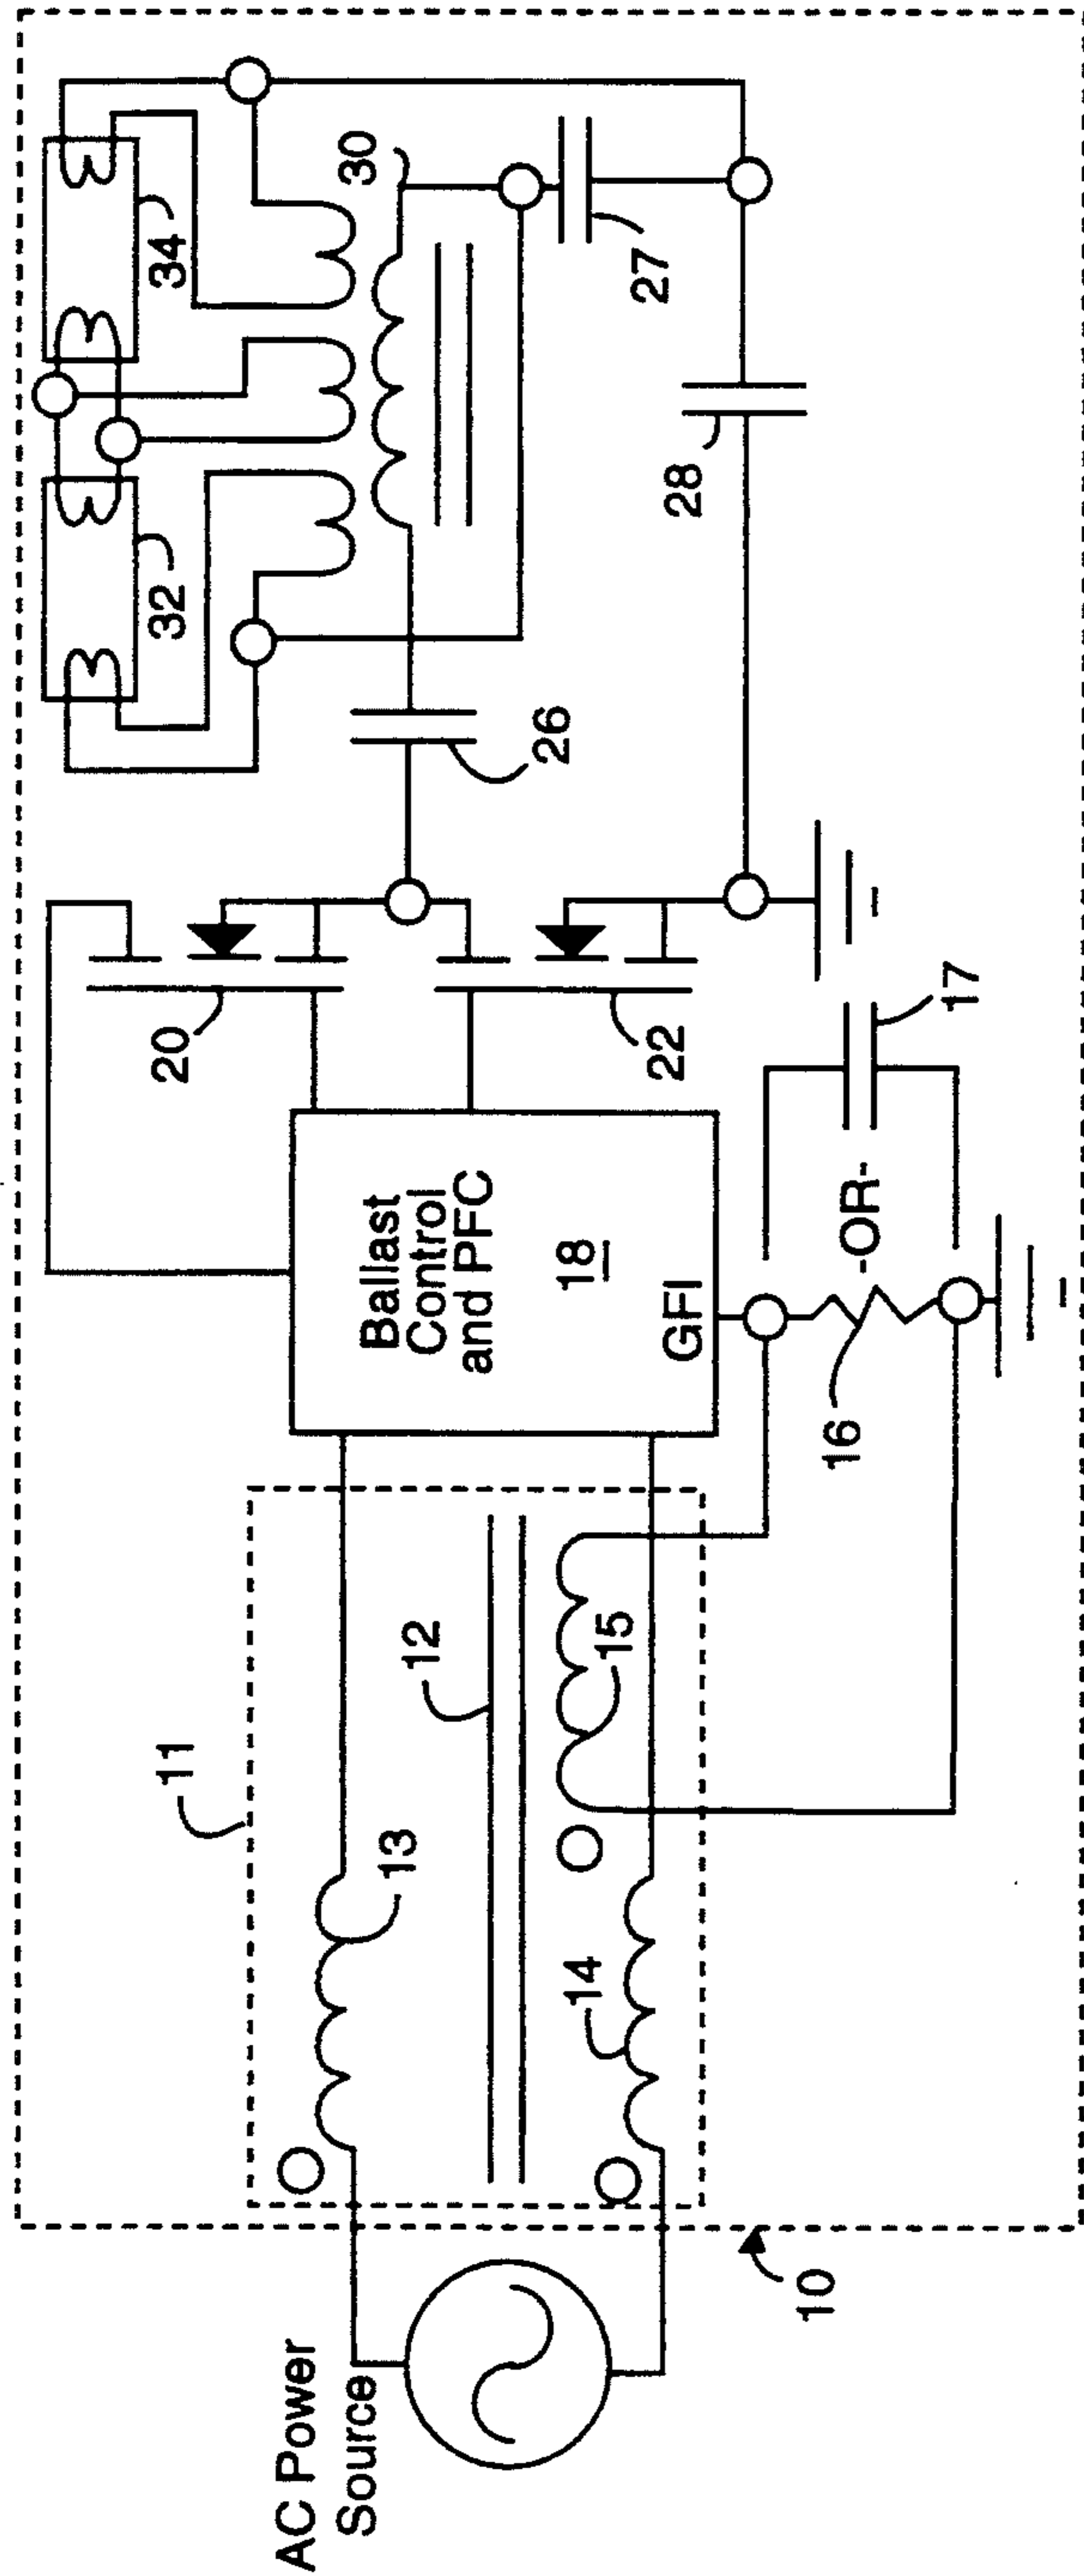 AC Power
Source
10
11
13
12
14
15
Ballast
Control
and PFC
18
GFI
16
-OR-
17
20
22
26
28
32
34
30
27